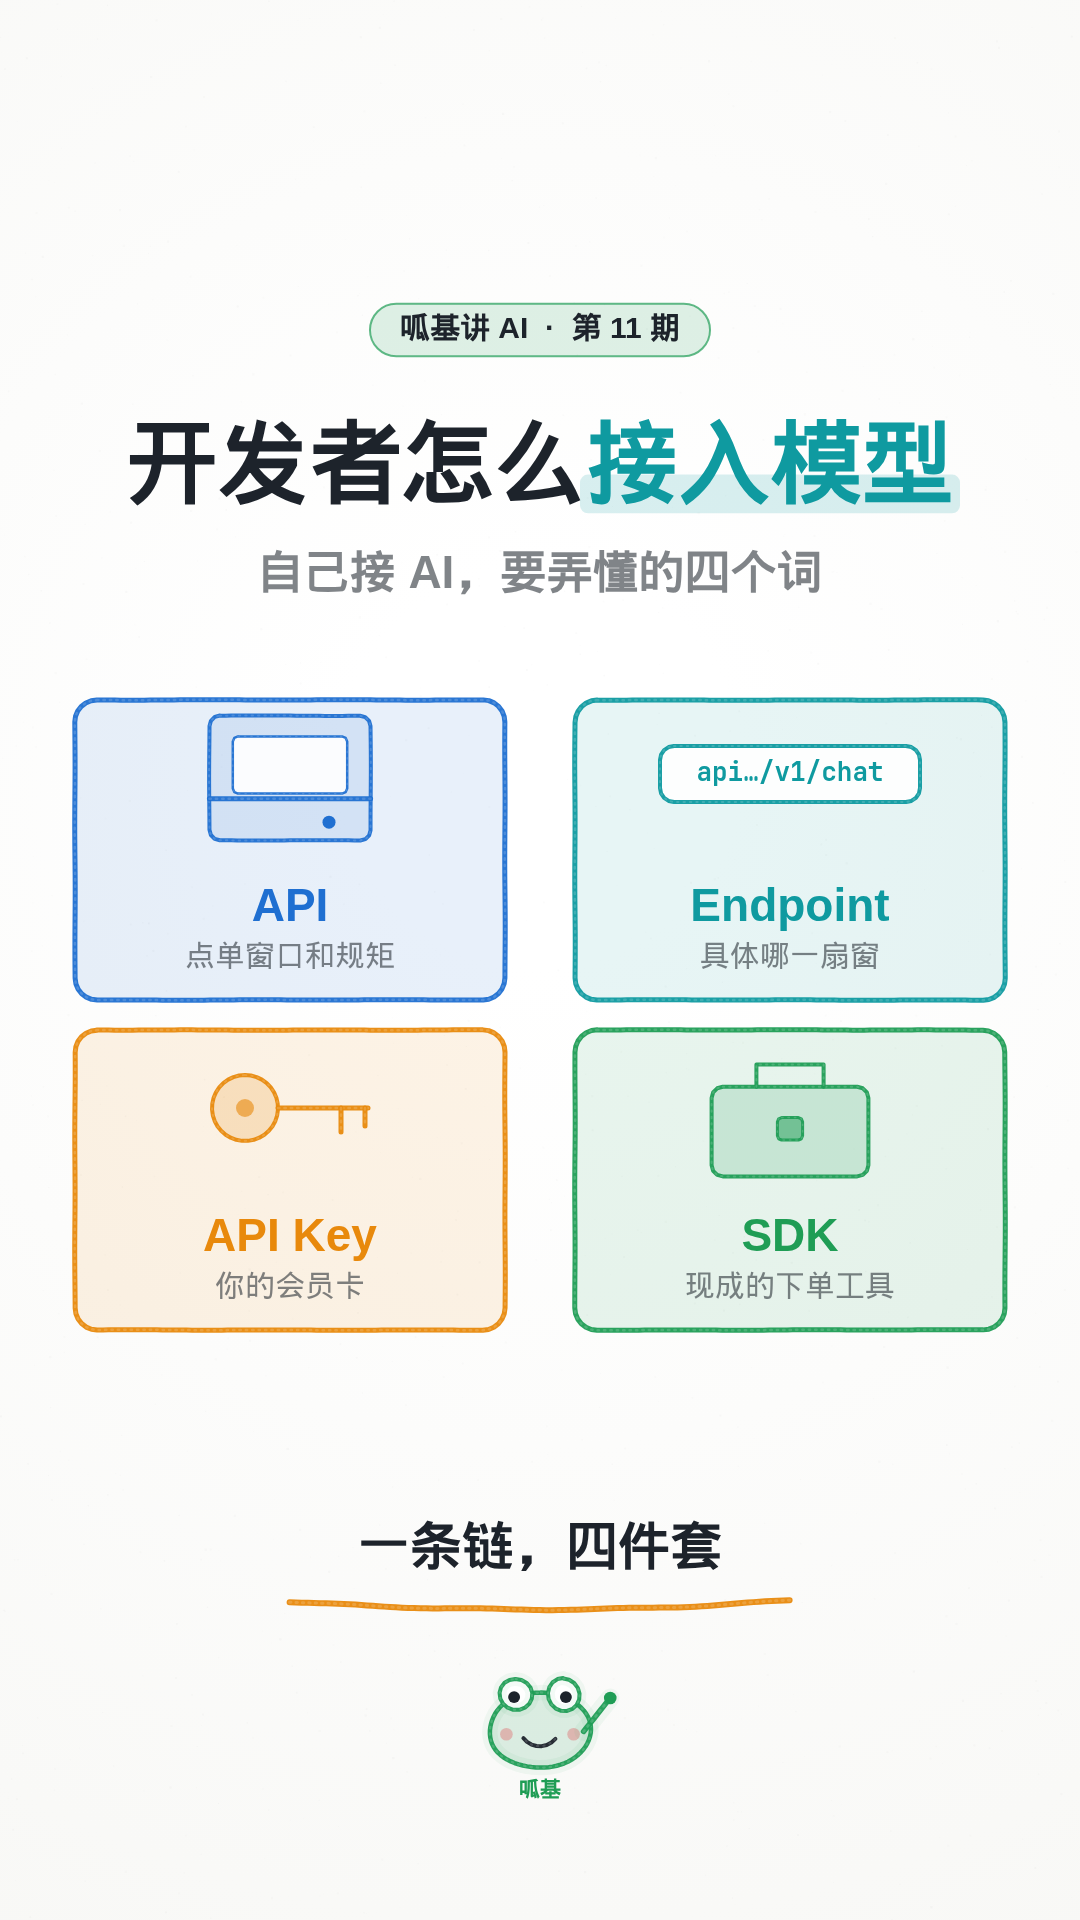 呱基讲 AI · 第 11 期
开发者怎么接入模型
自己接 AI，要弄懂的四个词
api…/v1/chat
API
点单窗口和规矩
Endpoint
具体哪一扇窗
API Key
你的会员卡
SDK
现成的下单工具
一条链，四件套
呱基